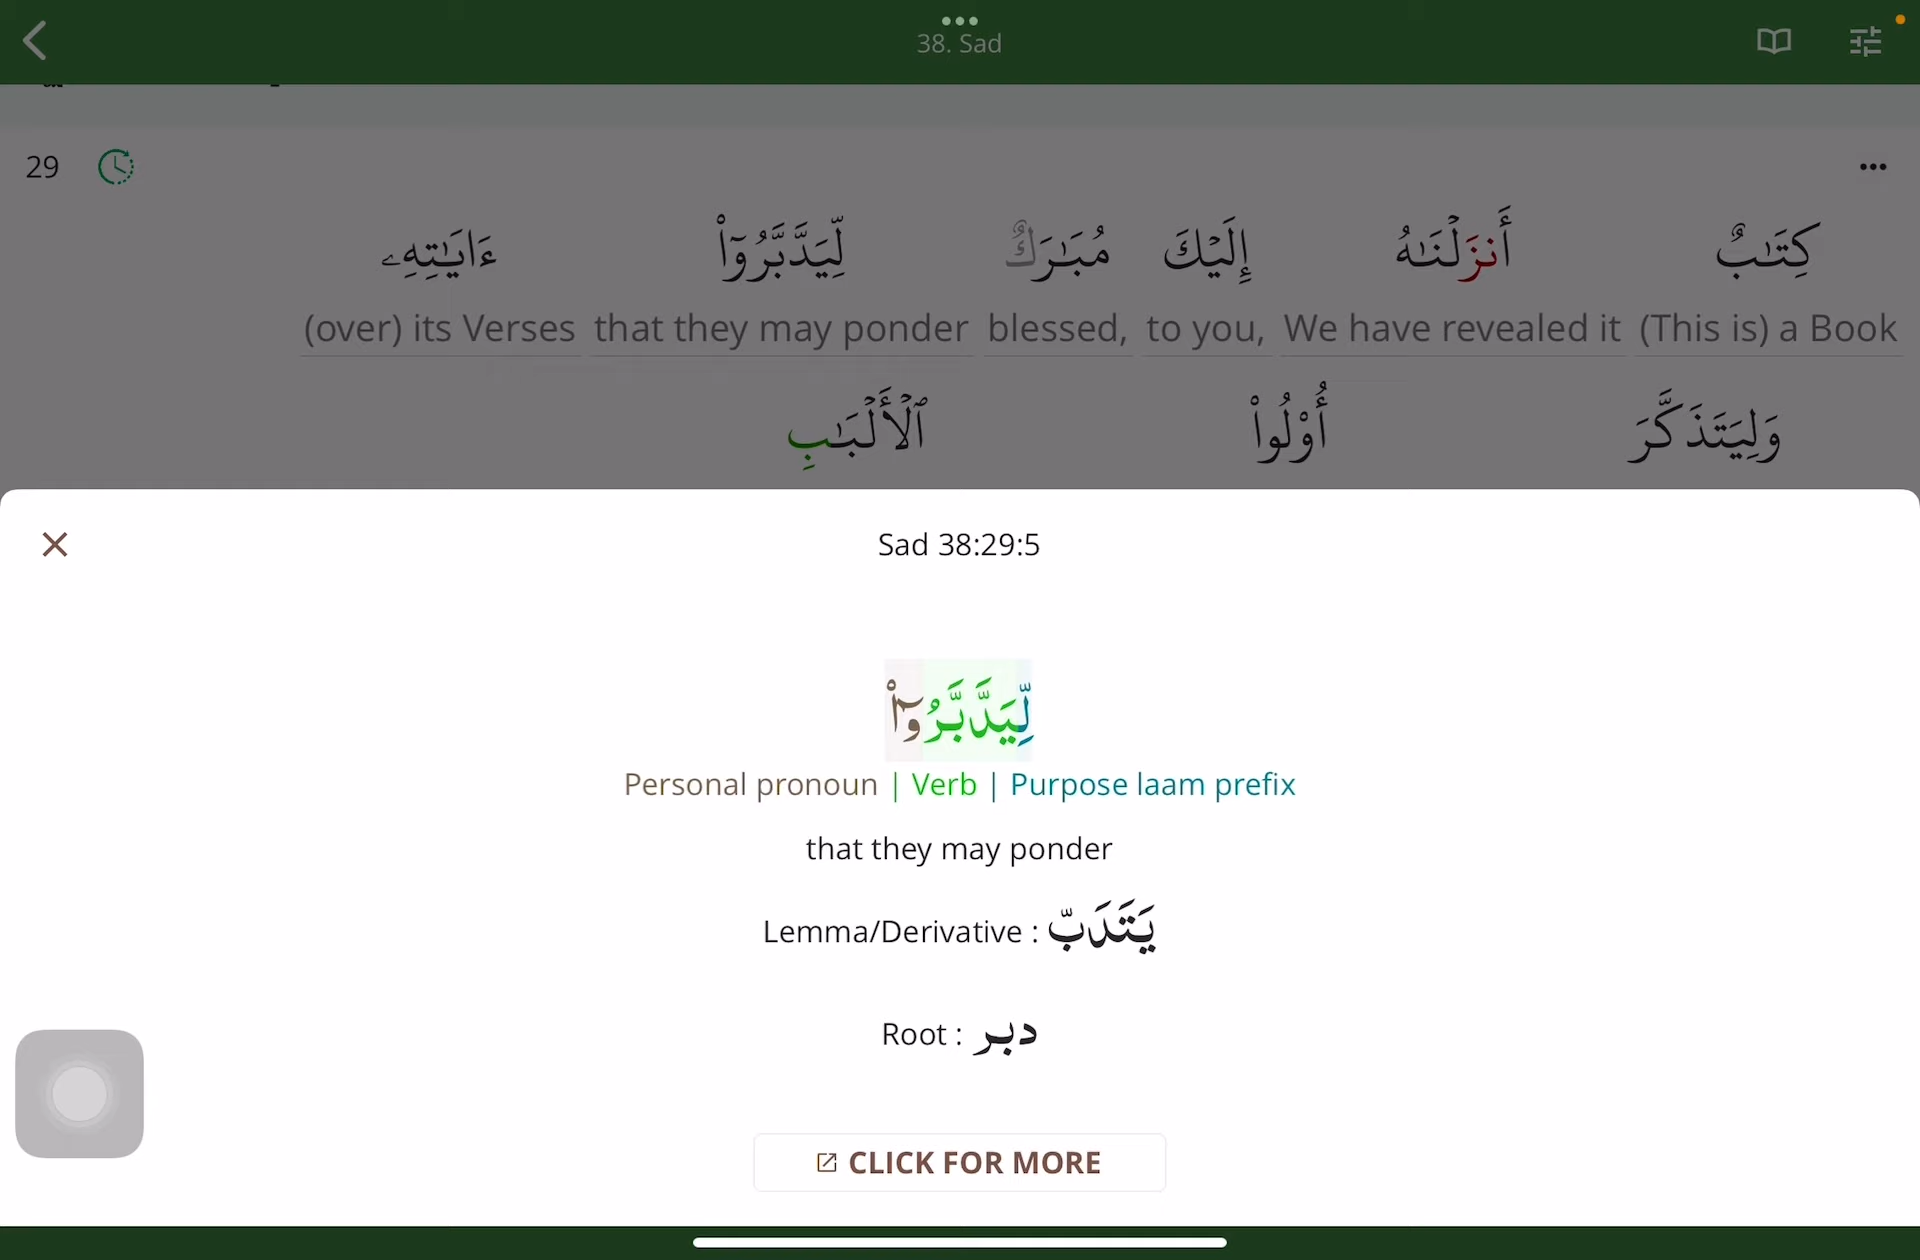 38. Sad
29
كِتَٰبٌ أَنزَلْنَٰهُ إِلَيْكَ مُبَٰرَكٌ لِّيَدَّبَّرُوٓا۟ ءَايَٰتِهِۦ
(over) its Verses that they may ponder blessed, to you, We have revealed it (This is) a Book
وَلِيَتَذَكَّرَ أُو۟لُوا۟ ٱلْأَلْبَٰبِ
Sad 38:29:5
لِّيَدَّبَّرُوٓا۟
Personal pronoun | Verb | Purpose laam prefix
that they may ponder
Lemma/Derivative : يَتَدَبّ
Root : دبر
CLICK FOR MORE